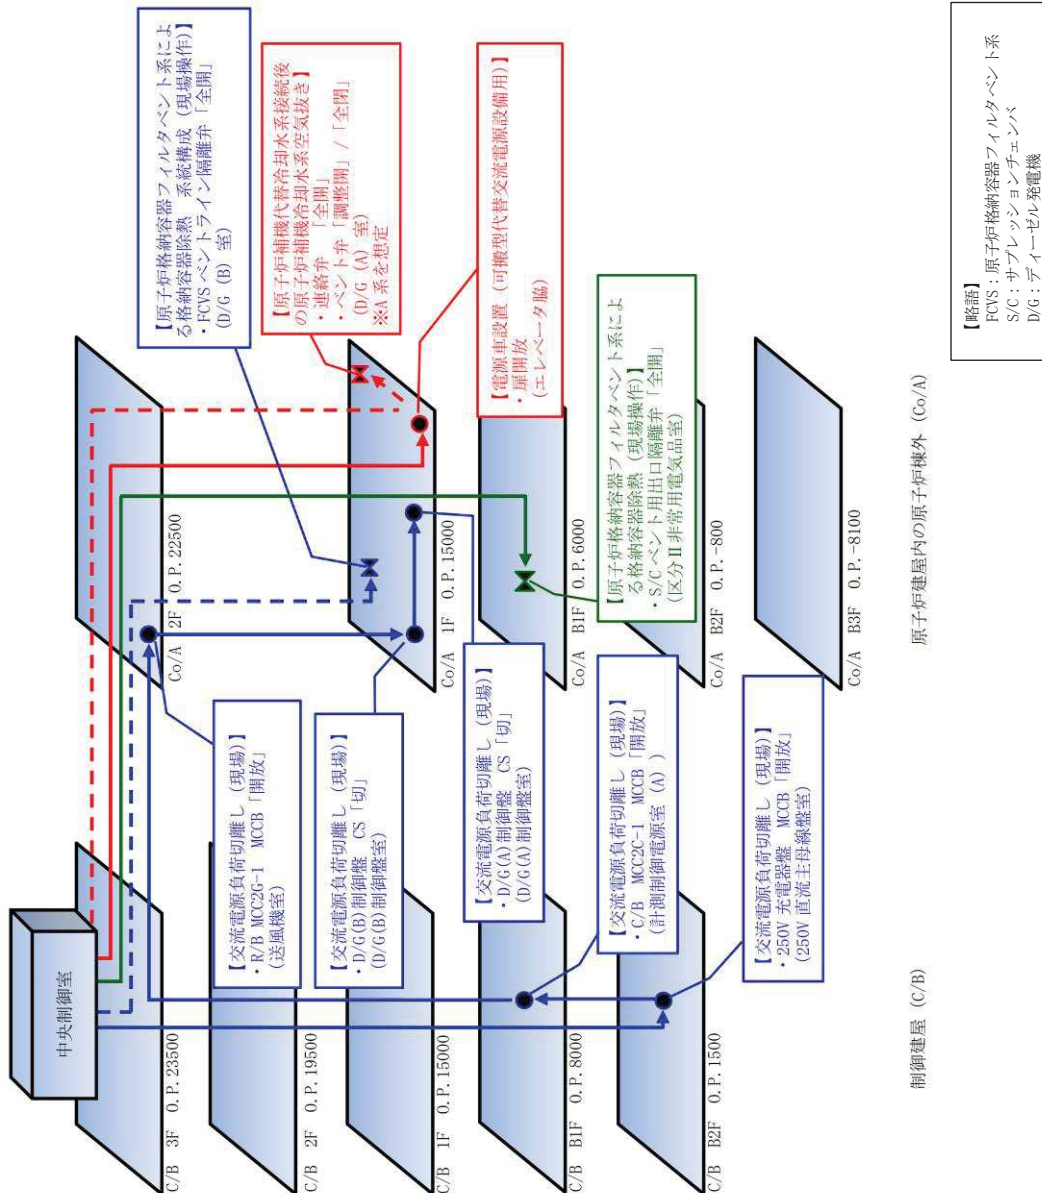 中央制御室
C/B 3F O.P.23500
C/B 2F O.P.19500
C/B 1F O.P.15000
C/B B1F O.P.8000
C/B B2F O.P.1500
制御建屋 (C/B)
【交流電源負荷切離し (現場)】
・R/B MCC2G-1 MCCB「開放」
(送風機室)
【交流電源負荷切離し (現場)】
・D/G(B)制御盤 CS「切」
(D/G(B)制御盤室)
【交流電源負荷切離し (現場)】
・D/G(A)制御盤 CS「切」
(D/G(A)制御盤室)
【交流電源負荷切離し (現場)】
・C/B MCC2C-1 MCCB「開放」
(計測制御電源室 (A) )
【交流電源負荷切離し (現場)】
・250V 充電器盤 MCCB「開放」
(250V 直流主母線盤室)
Co/A 2F O.P.22500
Co/A 1F O.P.15000
Co/A B1F O.P.6000
Co/A B2F O.P.-800
Co/A B3F O.P.-8100
原子炉建屋内の原子炉棟外 (Co/A)
【原子炉格納容器フィルタベント系によ
る格納容器除熱 系統構成 (現場操作)】
・FCVS ベントライン隔離弁 「全開」
(D/G (B) 室)
【原子炉補機代替冷却水系接続後
の原子炉補機冷却水系空気抜き】
・連絡弁 「全開」
・ベント弁「調整開」/「全閉」
(D/G (A) 室)
※A 系を想定
【電源車設置 (可搬型代替交流電源設備用)】
・扉開放
(エレベータ脇)
【原子炉格納容器フィルタベント系によ
る格納容器除熱 (現場操作)】
・S/C ベント用出口隔離弁「全開」
(区分Ⅱ非常用電気品室)
【略語】
FCVS：原子炉格納容器フィルタベント系
S/C：サプレッションチェンバ
D/G：ディーゼル発電機